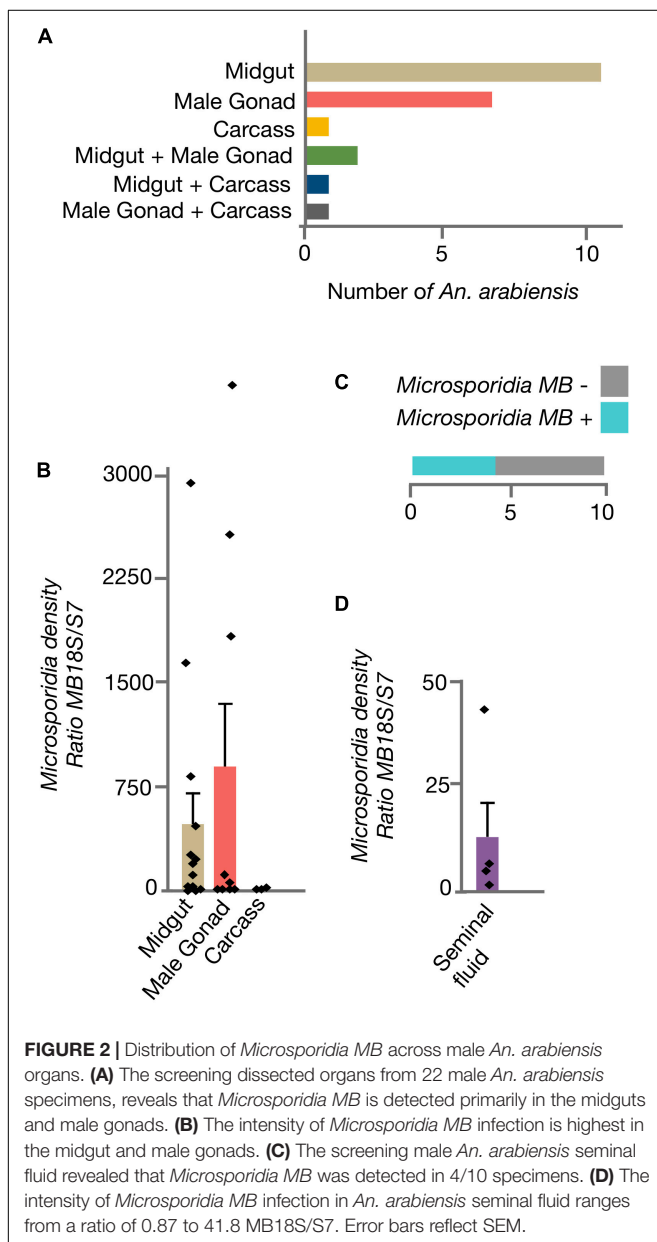 A
Midgut
Male Gonad
Carcass
Midgut + Male Gonad
Midgut + Carcass
Male Gonad + Carcass
0 5 10
Number of An. arabiensis
C
Microsporidia MB -
Microsporidia MB +
0 5 10
B
Microsporidia density
Ratio MB18S/S7
3000
2250
1500
750
0
Midgut
Male Gonad
Carcass
D
Microsporidia density
Ratio MB18S/S7
50
25
0
Seminal
fluid
FIGURE 2 | Distribution of Microsporidia MB across male An. arabiensis
organs. (A) The screening dissected organs from 22 male An. arabiensis
specimens, reveals that Microsporidia MB is detected primarily in the midguts
and male gonads. (B) The intensity of Microsporidia MB infection is highest in
the midgut and male gonads. (C) The screening male An. arabiensis seminal
fluid revealed that Microsporidia MB was detected in 4/10 specimens. (D) The
intensity of Microsporidia MB infection in An. arabiensis seminal fluid ranges
from a ratio of 0.87 to 41.8 MB18S/S7. Error bars reflect SEM.